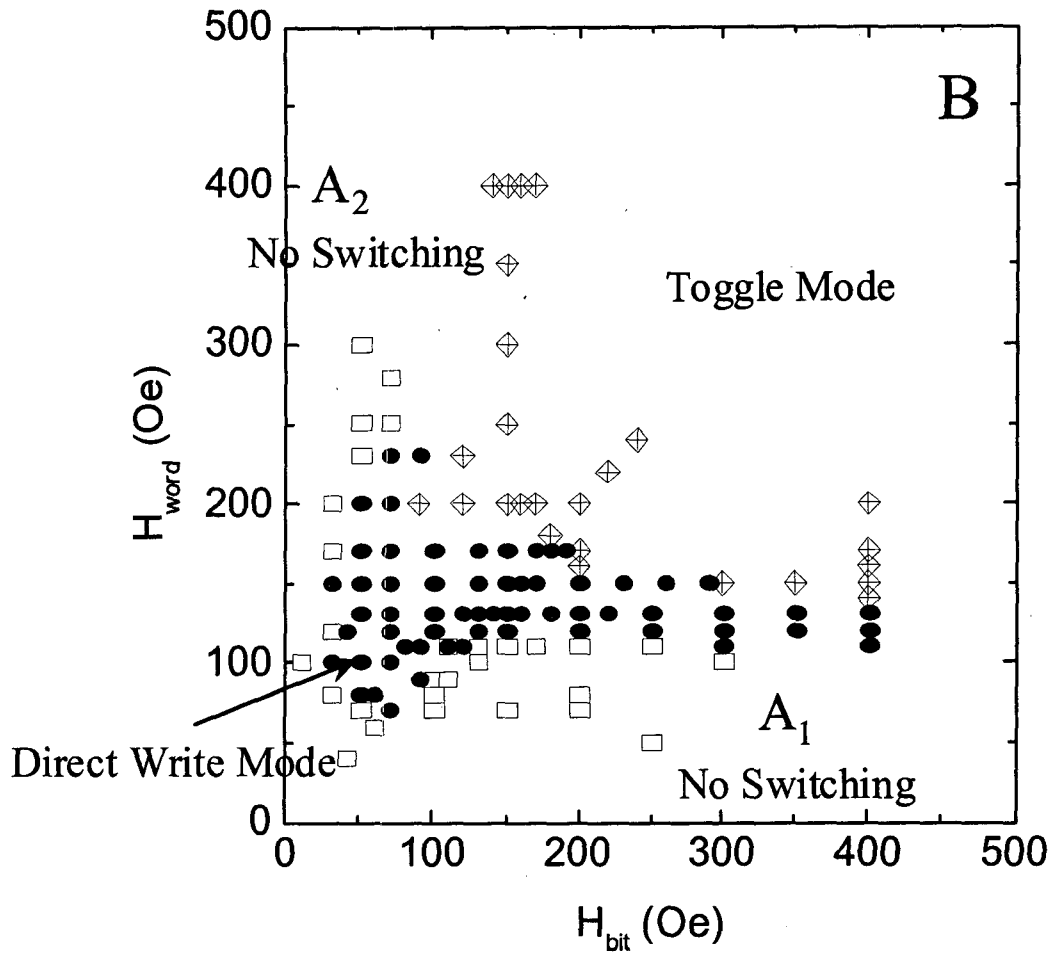 500
B
400
A2
No Switching
Toggle Mode
300
Hword (Oe)
200
100
A1
Direct Write Mode
No Switching
0
0 100 200 300 400 500
Hbit (Oe)